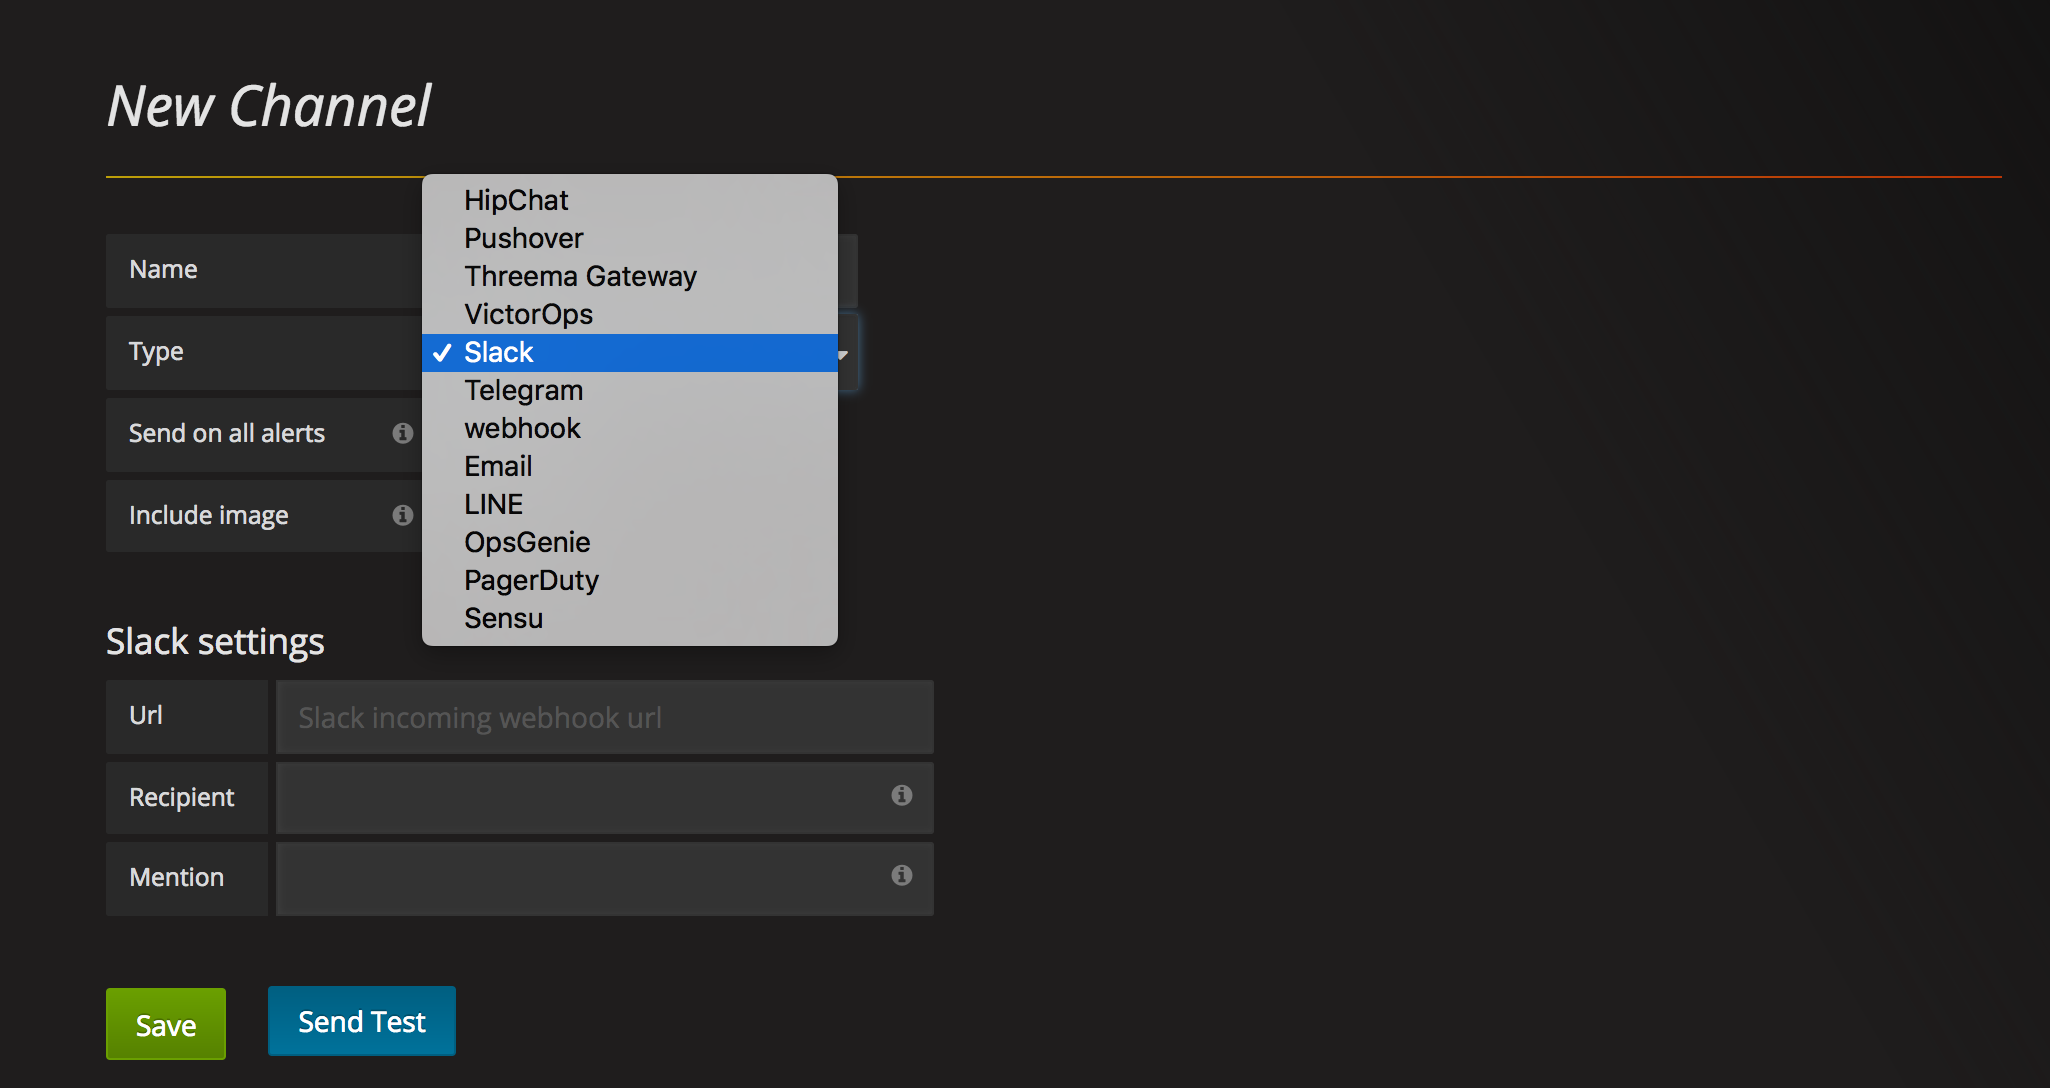 New Channel
Name
Type
Send on all alerts
Include image
HipChat
Pushover
Threema Gateway
VictorOps
✓ Slack
Telegram
webhook
Email
LINE
OpsGenie
PagerDuty
Sensu
Slack settings
Url
Slack incoming webhook url
Recipient
Mention
Save
Send Test